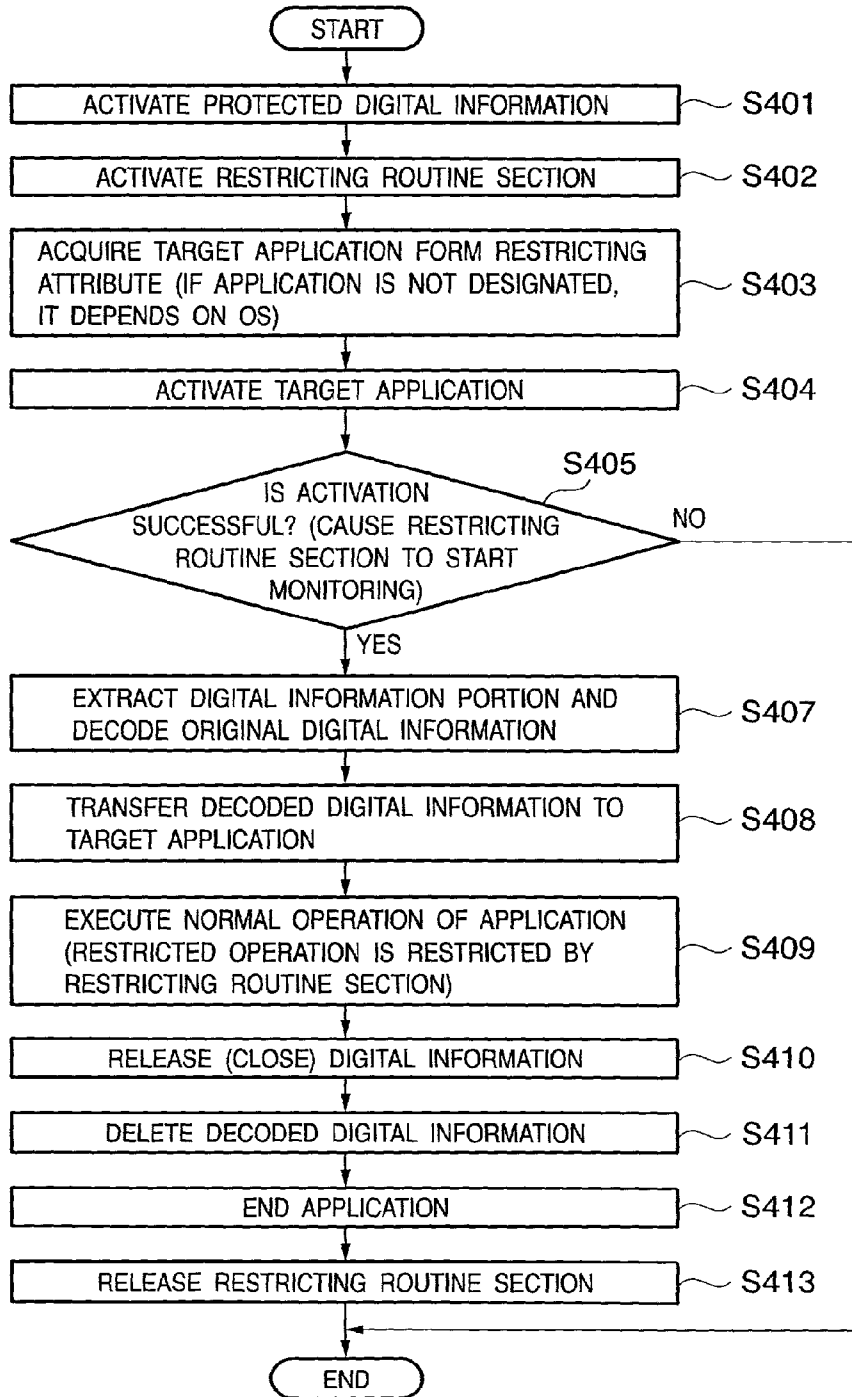 START
ACTIVATE PROTECTED DIGITAL INFORMATION
S401
ACTIVATE RESTRICTING ROUTINE SECTION
S402
ACQUIRE TARGET APPLICATION FORM RESTRICTING
ATTRIBUTE (IF APPLICATION IS NOT DESIGNATED,
IT DEPENDS ON OS)
S403
ACTIVATE TARGET APPLICATION
S404
S405
IS ACTIVATION
SUCCESSFUL? (CAUSE RESTRICTING
ROUTINE SECTION TO START
MONITORING)
NO
YES
EXTRACT DIGITAL INFORMATION PORTION AND
DECODE ORIGINAL DIGITAL INFORMATION
S407
TRANSFER DECODED DIGITAL INFORMATION TO
TARGET APPLICATION
S408
EXECUTE NORMAL OPERATION OF APPLICATION
(RESTRICTED OPERATION IS RESTRICTED BY
RESTRICTING ROUTINE SECTION)
S409
RELEASE (CLOSE) DIGITAL INFORMATION
S410
DELETE DECODED DIGITAL INFORMATION
S411
END APPLICATION
S412
RELEASE RESTRICTING ROUTINE SECTION
S413
END